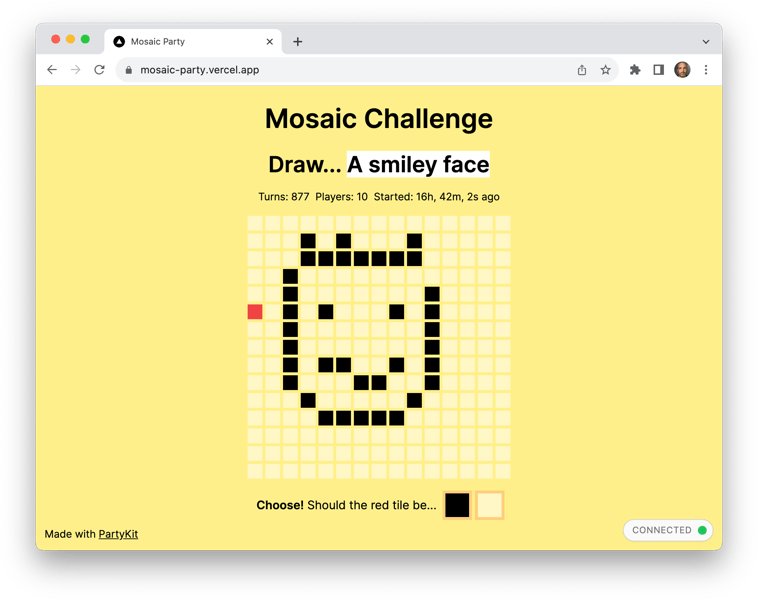 Mosaic Party
mosaic-party.vercel.app
Mosaic Challenge
Draw... A smiley face
Turns: 877 Players: 10 Started: 16h, 42m, 2s ago
Choose! Should the red tile be...
Made with PartyKit
CONNECTED